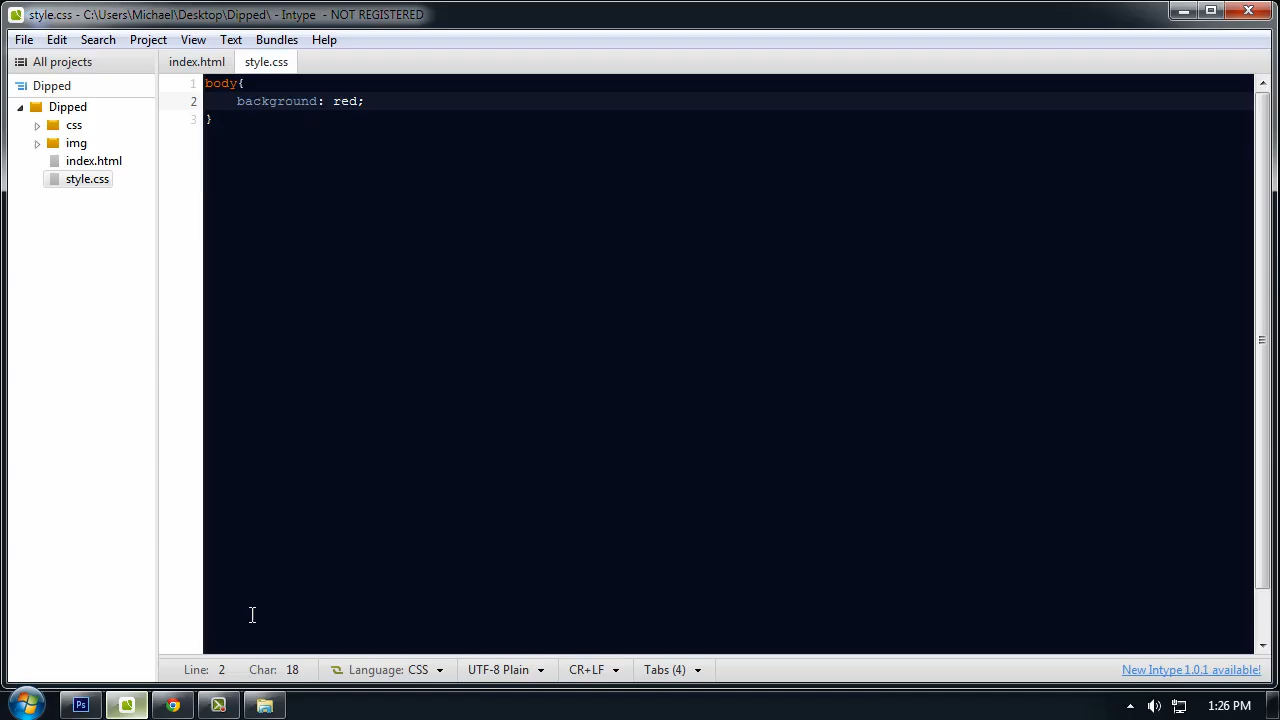 style.css - C:\Users\Michael\Desktop\Dipped\ - Intype - NOT REGISTERED
File Edit Search Project View Text Bundles Help
All projects
Dipped
Dipped
css
img
index.html
style.css
index.html style.css
1 body{
2 background: red;
3 }
Line: 2 Char: 18 Language: CSS UTF-8 Plain CR+LF Tabs (4) New Intype 1.0.1 available!
Ps 1:26 PM